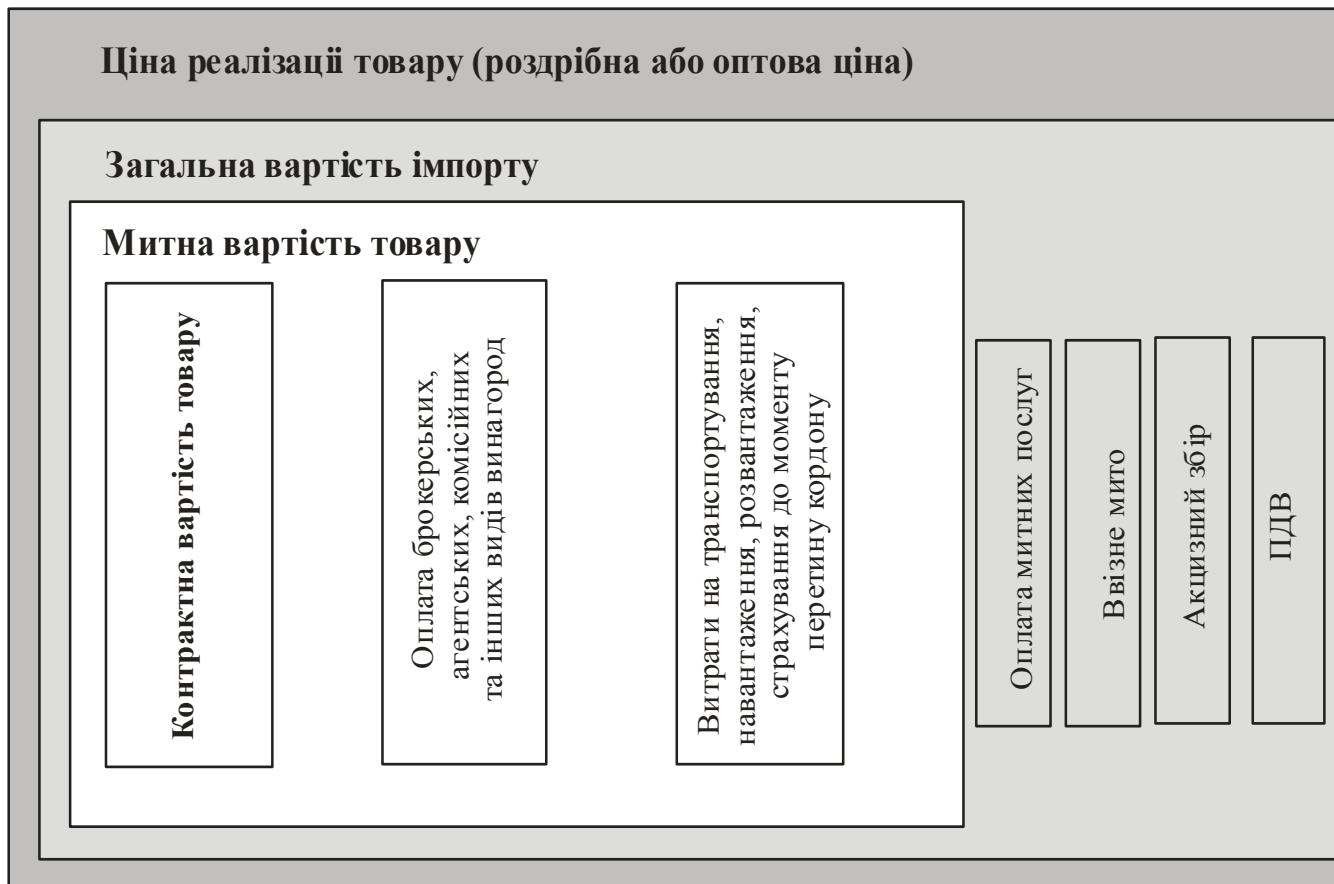 Ціна реалізації товару (роздрібна або оптова ціна)
Загальна вартість імпорту
Митна вартість товару
Контрактна вартість товару
Оплата брокерських,
агентських, комісійних
та інших видів винагород
Витрати на транспортування,
навантаження, розвантаження,
страхування до моменту
перетину кордону
Оплата митних послуг
Ввізне мито
Акцизний збір
ПДВ